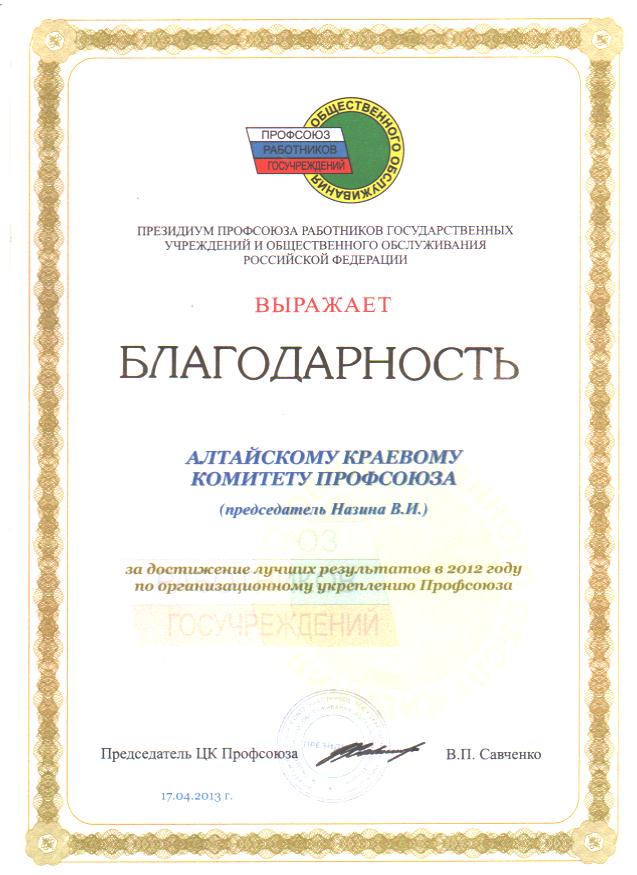 ОБЩЕСТВЕННОГО ОБСЛУЖИВАНИЯ
ПРОФСОЮЗ
РАБОТНИКОВ
ГОСУЧРЕЖДЕНИЙ
ПРЕЗИДИУМ ПРОФСОЮЗА РАБОТНИКОВ ГОСУДАРСТВЕННЫХ
УЧРЕЖДЕНИЙ И ОБЩЕСТВЕННОГО ОБСЛУЖИВАНИЯ
РОССИЙСКОЙ ФЕДЕРАЦИИ
ВЫРАЖАЕТ
БЛАГОДАРНОСТЬ
АЛТАЙСКОМУ КРАЕВОМУ
КОМИТЕТУ ПРОФСОЮЗА
(председатель Назина В.И.)
за достижение лучших результатов в 2012 году
по организационному укреплению Профсоюза
ГОСУЧРЕЖДЕНИЙ
Председатель ЦК Профсоюза В.П. Савченко
17.04.2013 г.